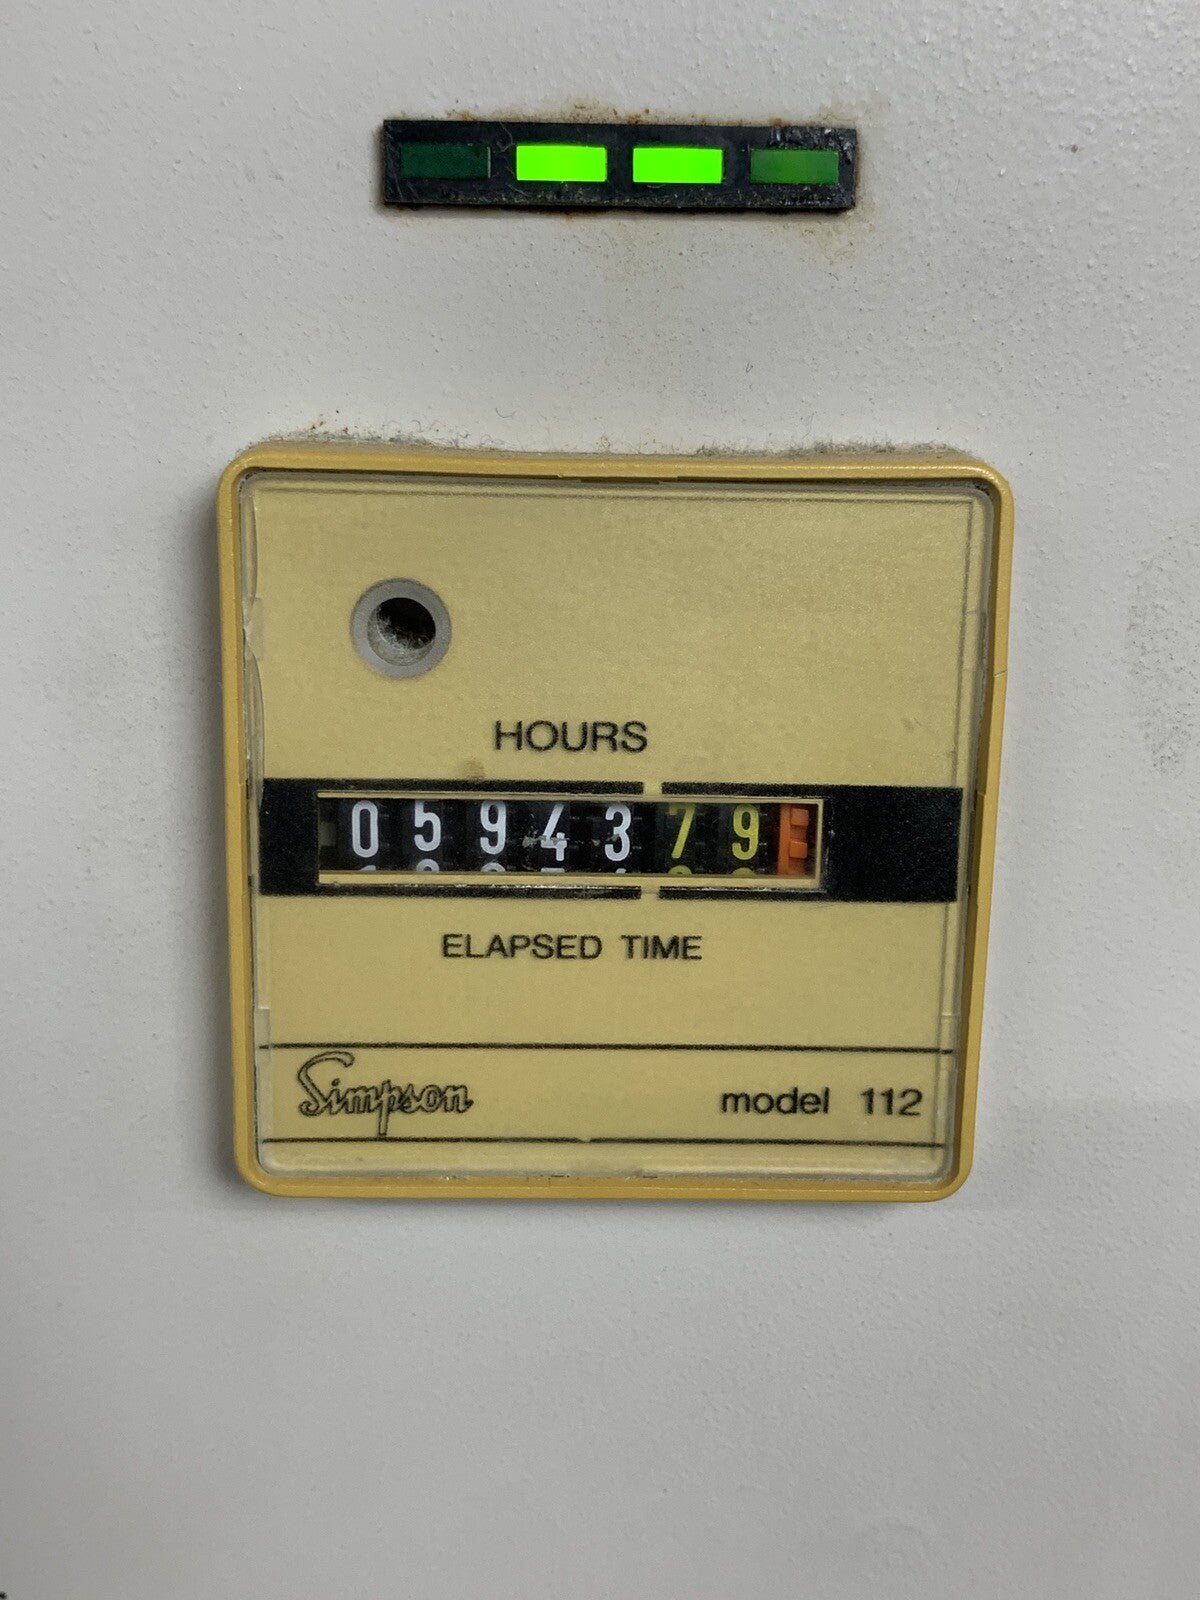 HOURS
0594379
ELAPSED TIME
Simpson model 112